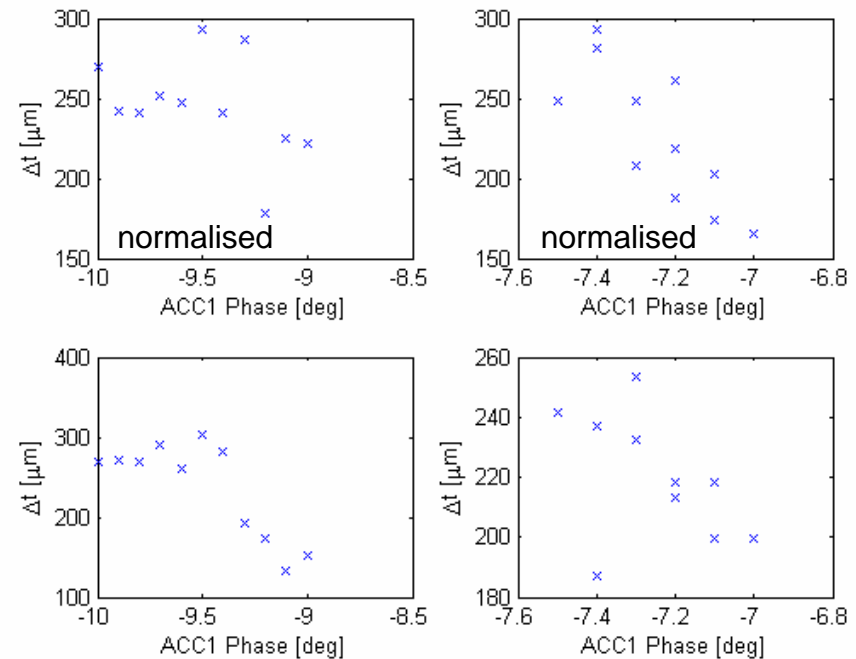 300
250
200
150
Δt [μm]
normalised
-10 -9.5 -9 -8.5
ACC1 Phase [deg]
300
250
200
150
Δt [μm]
normalised
-7.6 -7.4 -7.2 -7 -6.8
ACC1 Phase [deg]
400
300
200
100
Δt [μm]
-10 -9.5 -9 -8.5
ACC1 Phase [deg]
260
240
220
200
180
Δt [μm]
-7.6 -7.4 -7.2 -7 -6.8
ACC1 Phase [deg]